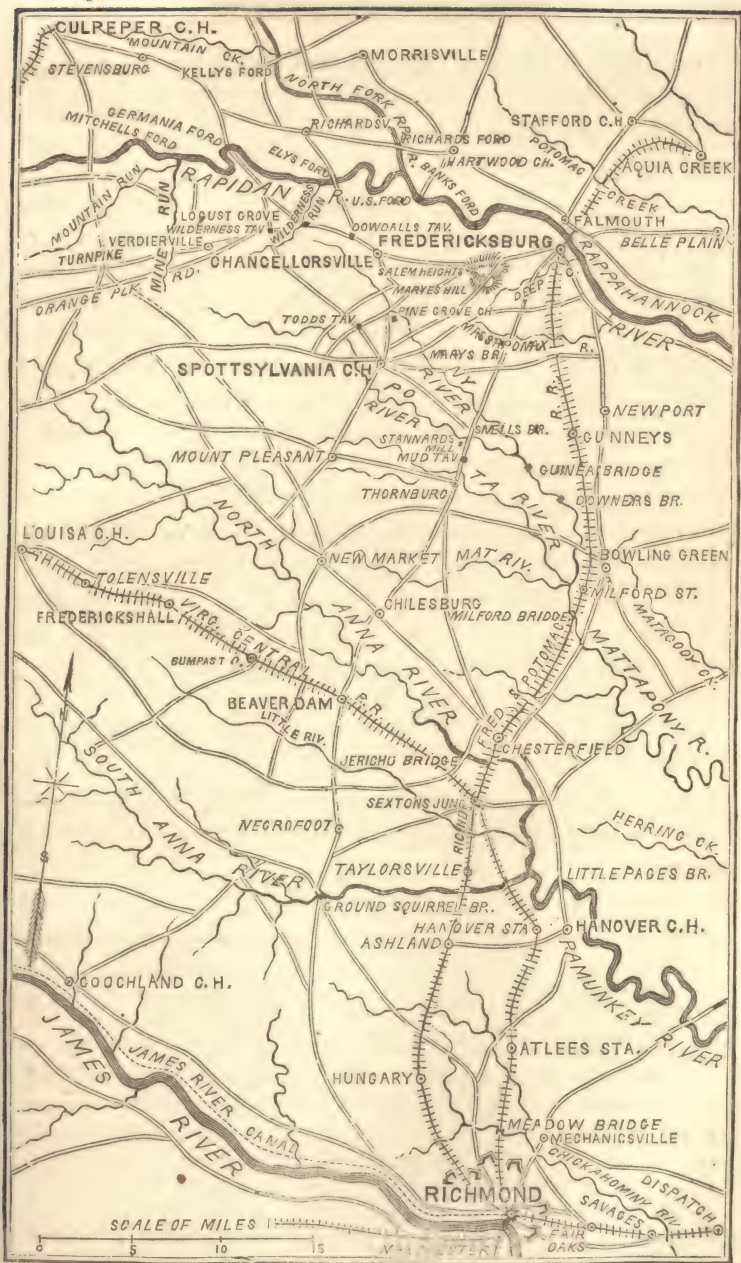 CULPEPER C.H.
MOUNTAIN CK.
STEVENSBURG
KELLYS FORD
MORRISVILLE
NORTH FORK
GERMANIA FORD
MITCHELLS FORD
RICHARDSV.
RICHARDS FORD
STAFFORD C.H.
POTOMAC
CREEK
AQUIA CREEK
ELYS FORD
HARTWOOD CH.
RAPIDAN
R.
U.S. FORD
BANKS FORD
MOUNTAIN RUN
MINE RUN
LOCUST GROVE
WILDERNESS TAV
WILDERNESS
RUN
DOWDALLS TAV.
FALMOUTH
BELLE PLAIN
VERDIERVILLE
TURNPIKE
RD.
FREDERICKSBURG
CHANCELLORSVILLE
SALEM HEIGHTS
MARYES HILL
DEEP
C.
RAPPAHANNOCK
RIVER
ORANGE PLK.
PINE GROVE CH
TODDS TAV.
MASSAPOMAX
R.
MARYS BR.
SPOTTSYLVANIA C.H
NY
RIVER
PO
RIVER
R. R.
NEWPORT
STANNARDS
MILL
SNELLS BR.
GUNNEYS
MOUNT PLEASANT
MUD TAV.
GUINEA BRIDGE
THORNBURG
TA RIVER
DOWNERS BR.
NORTH
LOUISA C.H.
NEW MARKET
MAT RIV.
BOWLING GREEN
TOLENSVILLE
MILFORD ST.
FREDERICKSHALL
VIRG. CENTRAL
R.R.
CHILESBURG
MILFORD BRIDGE
ANNA RIVER
MATTAPONY R.
MATAGODY CK.
BUMPAST O.
BEAVER DAM
FRED & POTOMAC
LITTLE RIV.
JERICHO BRIDGE
CHESTERFIELD
SOUTH
ANNA
RIVER
SEXTONS JUNC
RICHD
HERRING CK.
NEGROFOOT
TAYLORSVILLE
LITTLE PAGES BR.
S
GROUND SQUIRREL BR.
HANOVER STA
HANOVER C.H.
ASHLAND
PAMUNKEY
RIVER
GOOCHLAND C.H.
JAMES
RIVER
JAMES RIVER
CANAL
ATLEES STA.
HUNGARY
MEADOW BRIDGE
MECHANICSVILLE
CHICKAHOMINY RIV.
RICHMOND
SAVAGES
DISPATCH
FAIR
OAKS
SCALE OF MILES
0 5 10 15